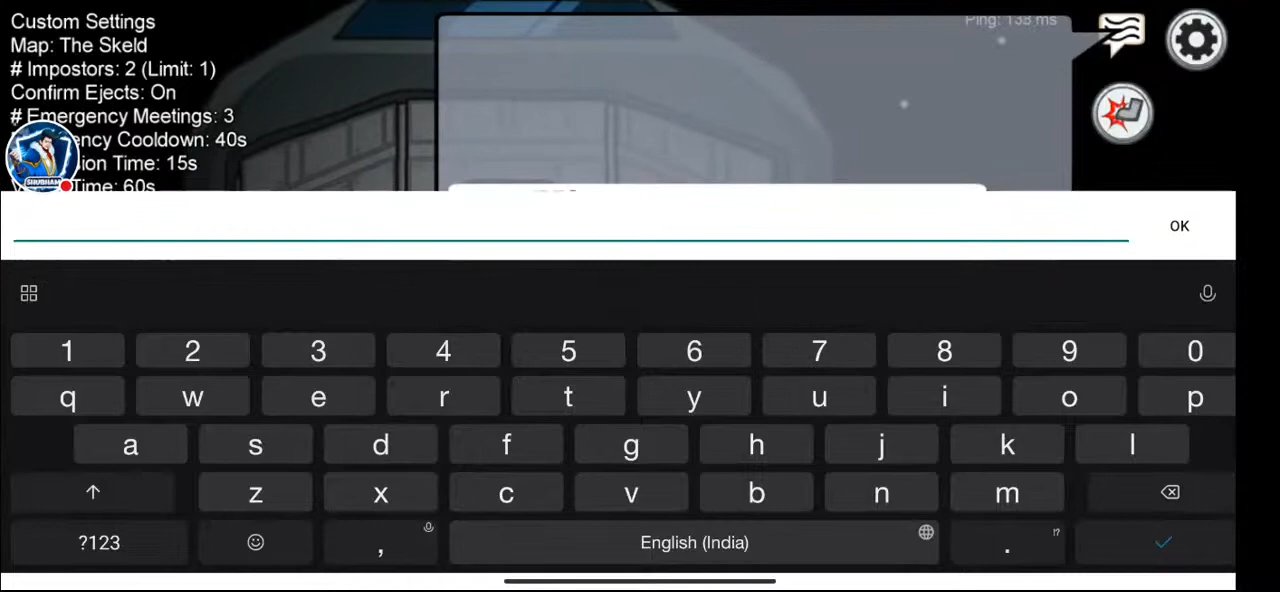 Custom Settings
Map: The Skeld
# Impostors: 2 (Limit: 1)
Confirm Ejects: On
# Emergency Meetings: 3
ency Cooldown: 40s
ion Time: 15s
Time: 60s
SHUBHAM
Ping: 133 ms
OK
1 2 3 4 5 6 7 8 9 0
q w e r t y u i o p
a s d f g h j k l
z x c v b n m
?123 , English (India) . !?